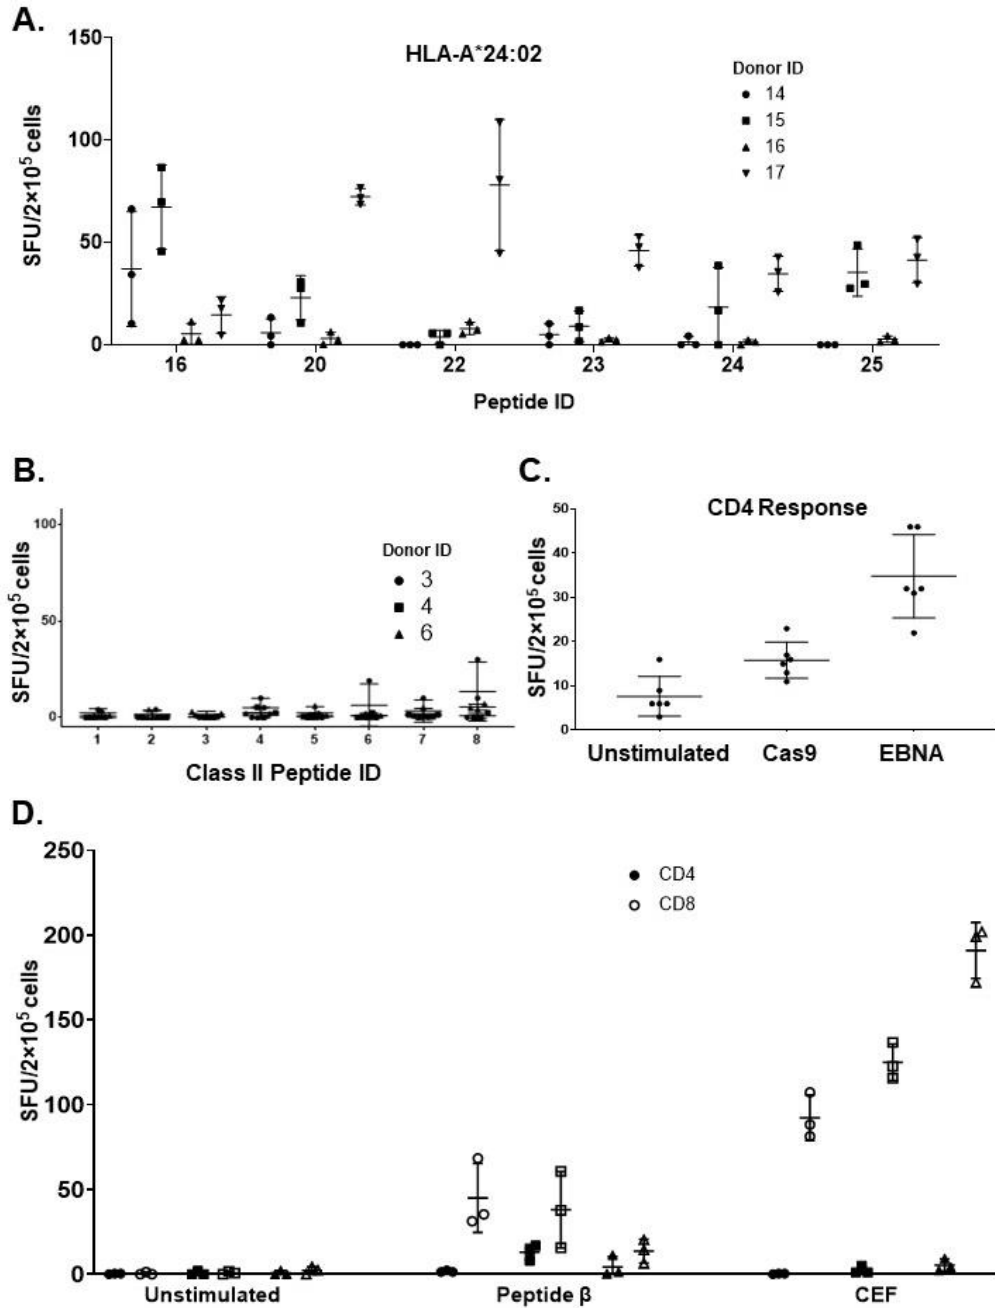 A.
HLA-A*24:02
Donor ID
14
15
16
17
150
100
50
0
SFU/2×10⁵ cells
16 20 22 23 24 25
Peptide ID
B.
Donor ID
3
4
6
100
50
0
SFU/2×10⁵ cells
1 2 3 4 5 6 7 8
Class II Peptide ID
C.
CD4 Response
50
40
30
20
10
0
SFU/2×10⁵ cells
Unstimulated Cas9 EBNA
D.
CD4
CD8
250
200
150
100
50
0
SFU/2×10⁵ cells
Unstimulated Peptide β CEF